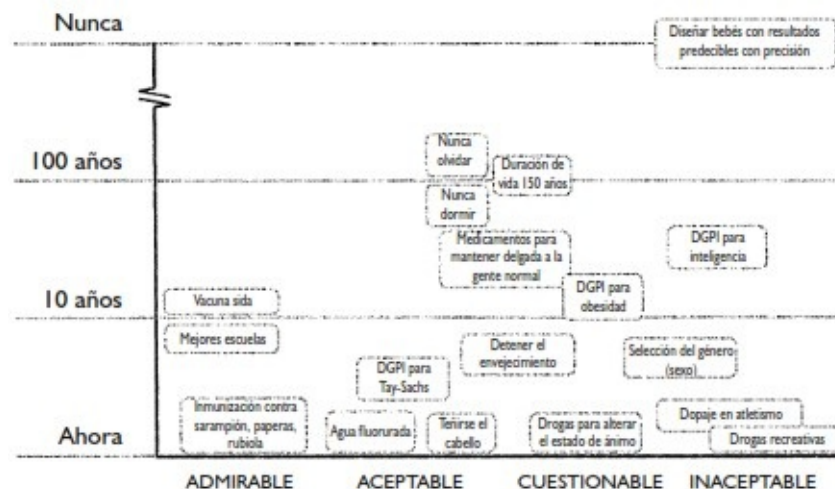 Nunca
Diseñar bebés con resultados
predecibles con precisión
100 años
Nunca
olvidar
Duración de
vida 150 años
Nunca
dormir
Medicamentos para
mantener delgada a la
gente normal
DGPI para
inteligencia
10 años
Vacuna sida
DGPI para
obesidad
Mejores escuelas
Detener el
envejecimiento
Selección del género
(sexo)
DGPI para
Tay-Sachs
Ahora
Inmunización contra
sarampión, paperas,
rubiola
Agua fluorurada
Teñirse el
cabello
Drogas para alterar
el estado de ánimo
Dopaje en atletismo
Drogas recreativas
ADMIRABLE
ACEPTABLE
CUESTIONABLE
INACEPTABLE